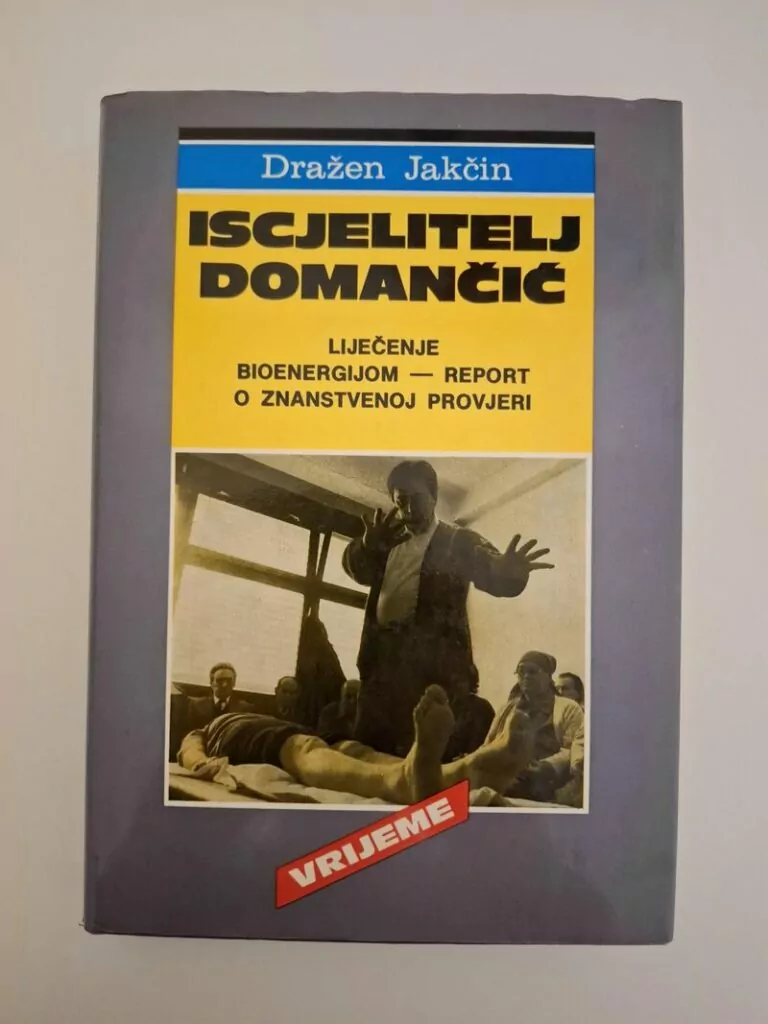 Dražen Jakčin
ISCJELITELJ
DOMANČIĆ
LIJEČENJE
BIOENERGIJOM — REPORT
O ZNANSTVENOJ PROVJERI
VRIJEME